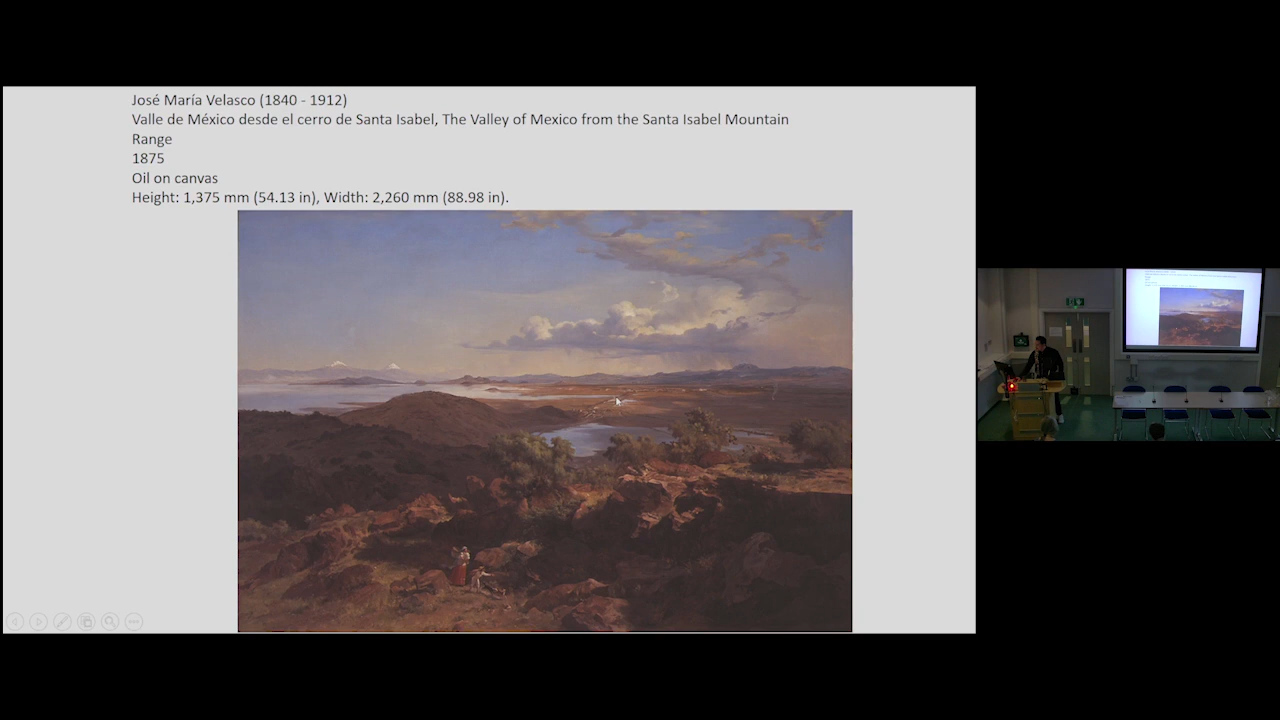 José María Velasco (1840 - 1912)
Valle de México desde el cerro de Santa Isabel, The Valley of Mexico from the Santa Isabel Mountain
Range
1875
Oil on canvas
Height: 1,375 mm (54.13 in), Width: 2,260 mm (88.98 in).